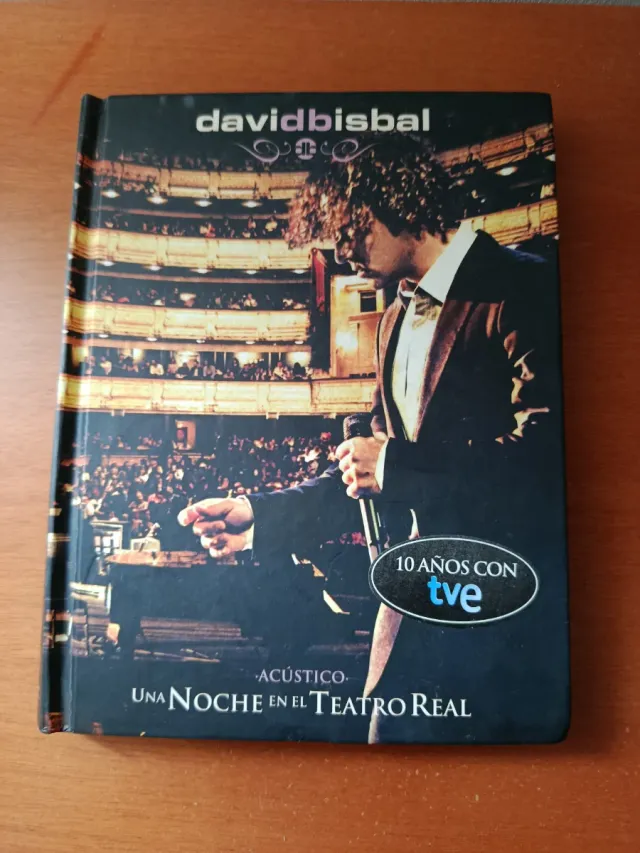 davidbisbal
10 AÑOS CON
tve
·ACÚSTICO·
UNA NOCHE EN EL TEATRO REAL